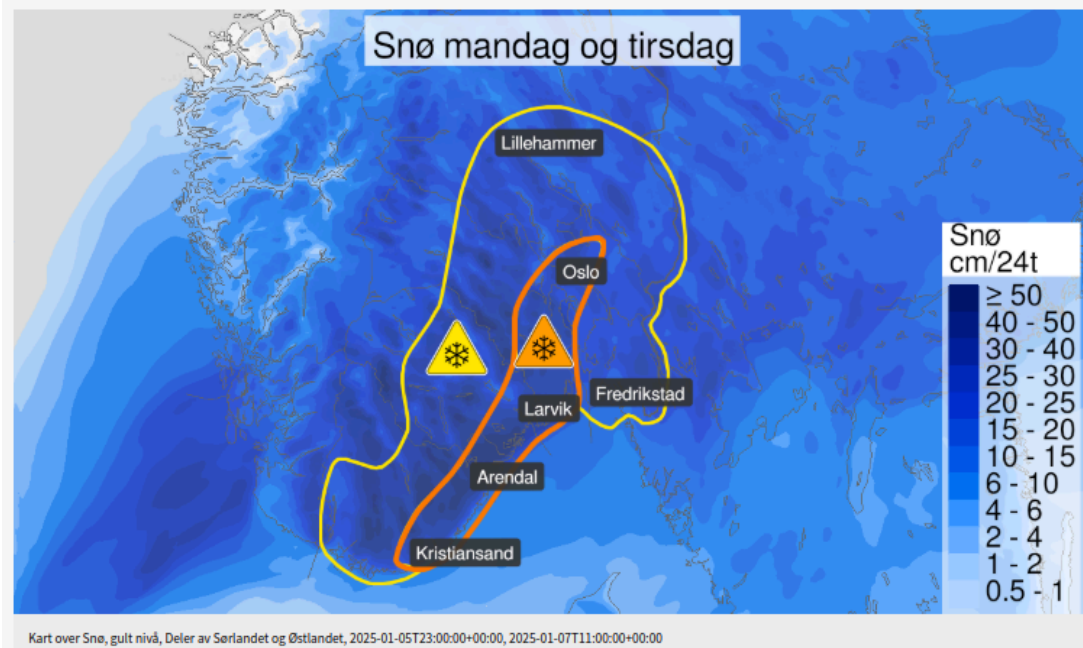 Snø mandag og tirsdag
Lillehammer
Oslo
Fredrikstad
Larvik
Arendal
Kristiansand
Snø
cm/24t
≥ 50
40 - 50
30 - 40
25 - 30
20 - 25
15 - 20
10 - 15
6 - 10
4 - 6
2 - 4
1 - 2
0.5 - 1
Kart over Snø, gult nivå, Deler av Sørlandet og Østlandet, 2025-01-05T23:00:00+00:00, 2025-01-07T11:00:00+00:00